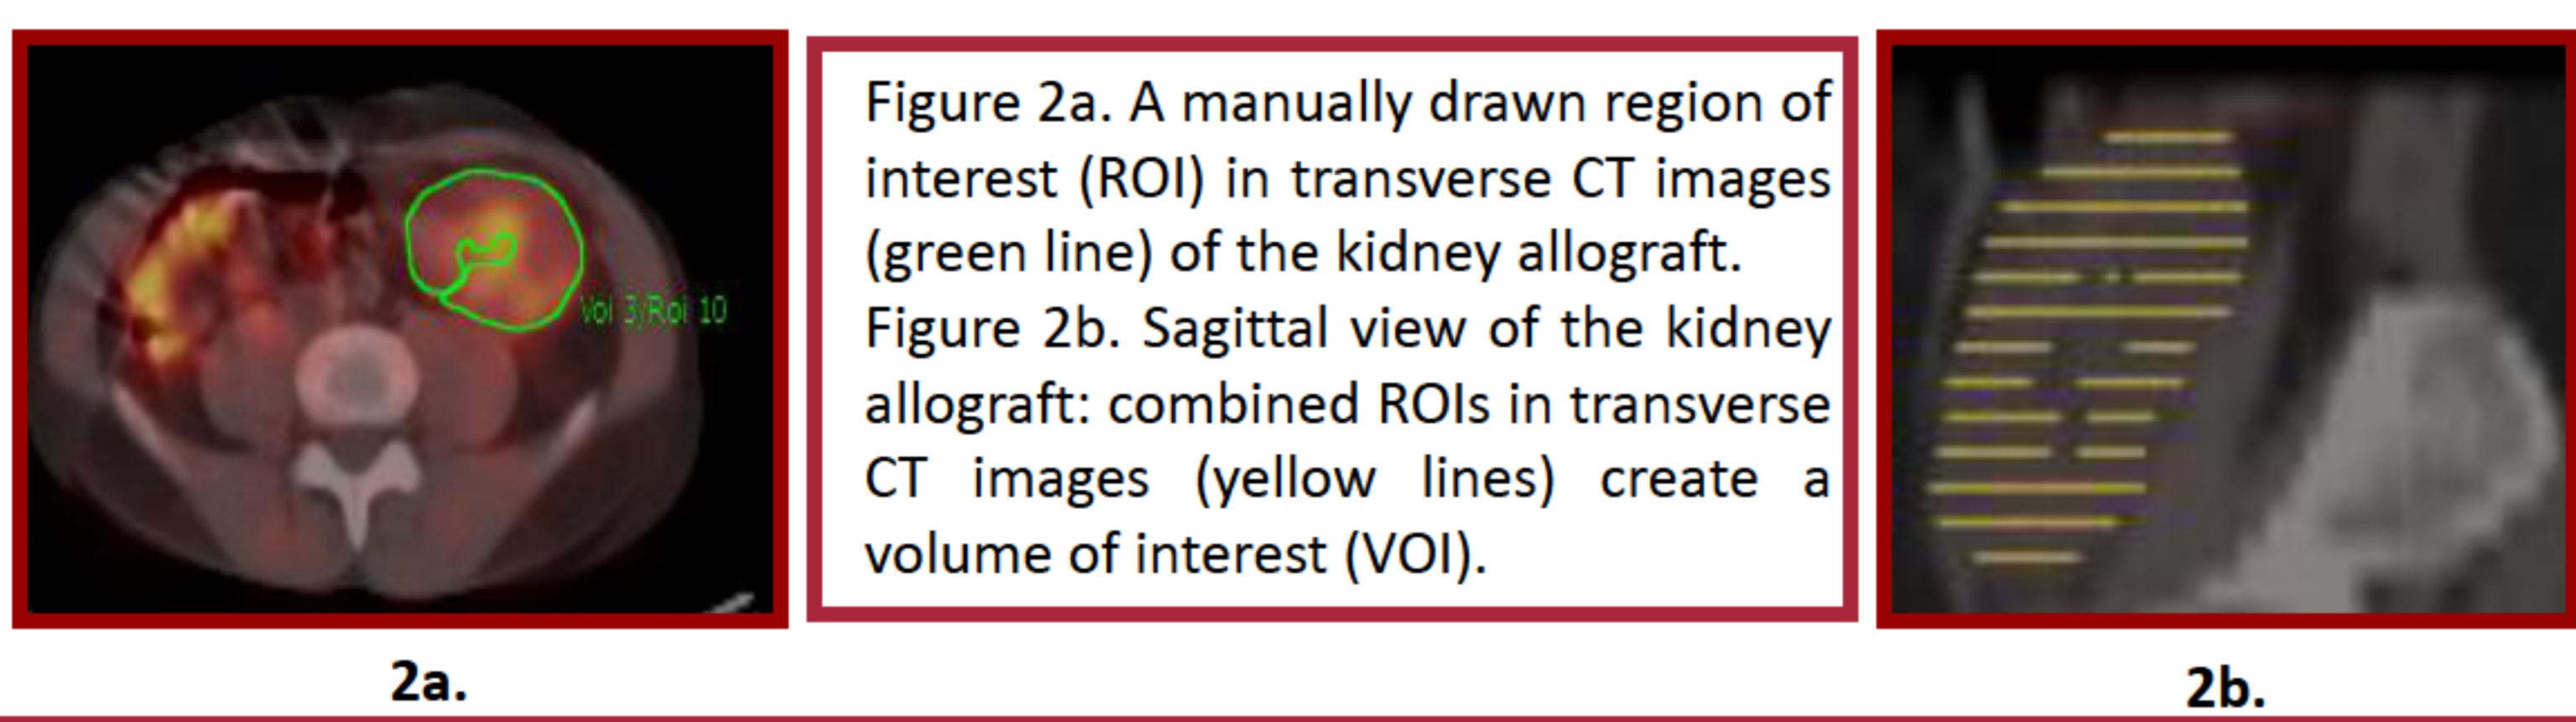 Vol 3/Roi 10
2a.
Figure 2a. A manually drawn region of
interest (ROI) in transverse CT images
(green line) of the kidney allograft.
Figure 2b. Sagittal view of the kidney
allograft: combined ROIs in transverse
CT images (yellow lines) create a
volume of interest (VOI).
2b.